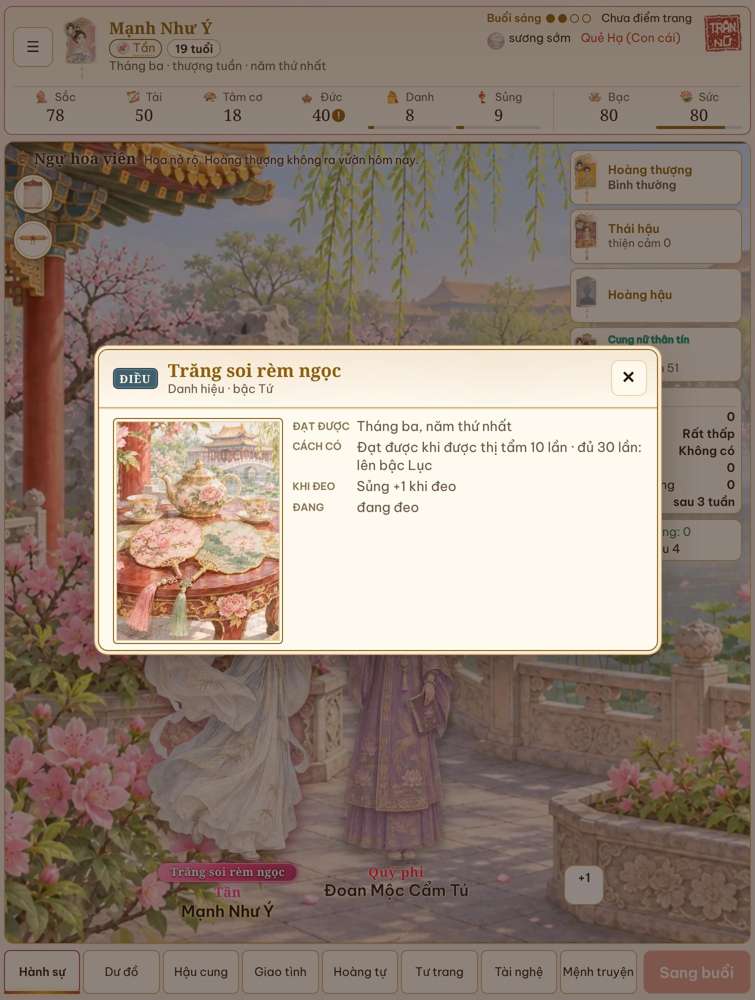 Mạnh Như Ý
Tần
19 tuổi
Tháng ba · thượng tuần · năm thứ nhất
Buổi sáng
Chưa điểm trang
sương sớm
Quẻ Hạ (Con cái)
TRÂN
NỮ
Sắc
78
Tài
50
Tâm cơ
18
Đức
40
Danh
8
Sủng
9
Bạc
80
Sức
80
Ngự hoa viên
Hoa nở rộ, Hoàng thượng không ra vườn hôm nay.
Hoàng thượng
Bình thường
Thái hậu
thiện cảm 0
Hoàng hậu
Cung nữ thân tín
51
0
Rất thấp
Không có
0
0
sau 3 tuần
ng: 0
u 4
ĐIỀU
Trăng soi rèm ngọc
Danh hiệu · bậc Tứ
✕
ĐẠT ĐƯỢC Tháng ba, năm thứ nhất
CÁCH CÓ Đạt được khi được thị tẩm 10 lần · đủ 30 lần:
lên bậc Lục
KHI ĐEO Sủng +1 khi đeo
ĐANG đang đeo
Trăng soi rèm ngọc
Tần
Mạnh Như Ý
Quý phi
Đoan Mộc Cẩm Tú
+1
Hành sự
Dư đồ
Hậu cung
Giao tình
Hoàng tự
Tư trang
Tài nghệ
Mệnh truyện
Sang buổi